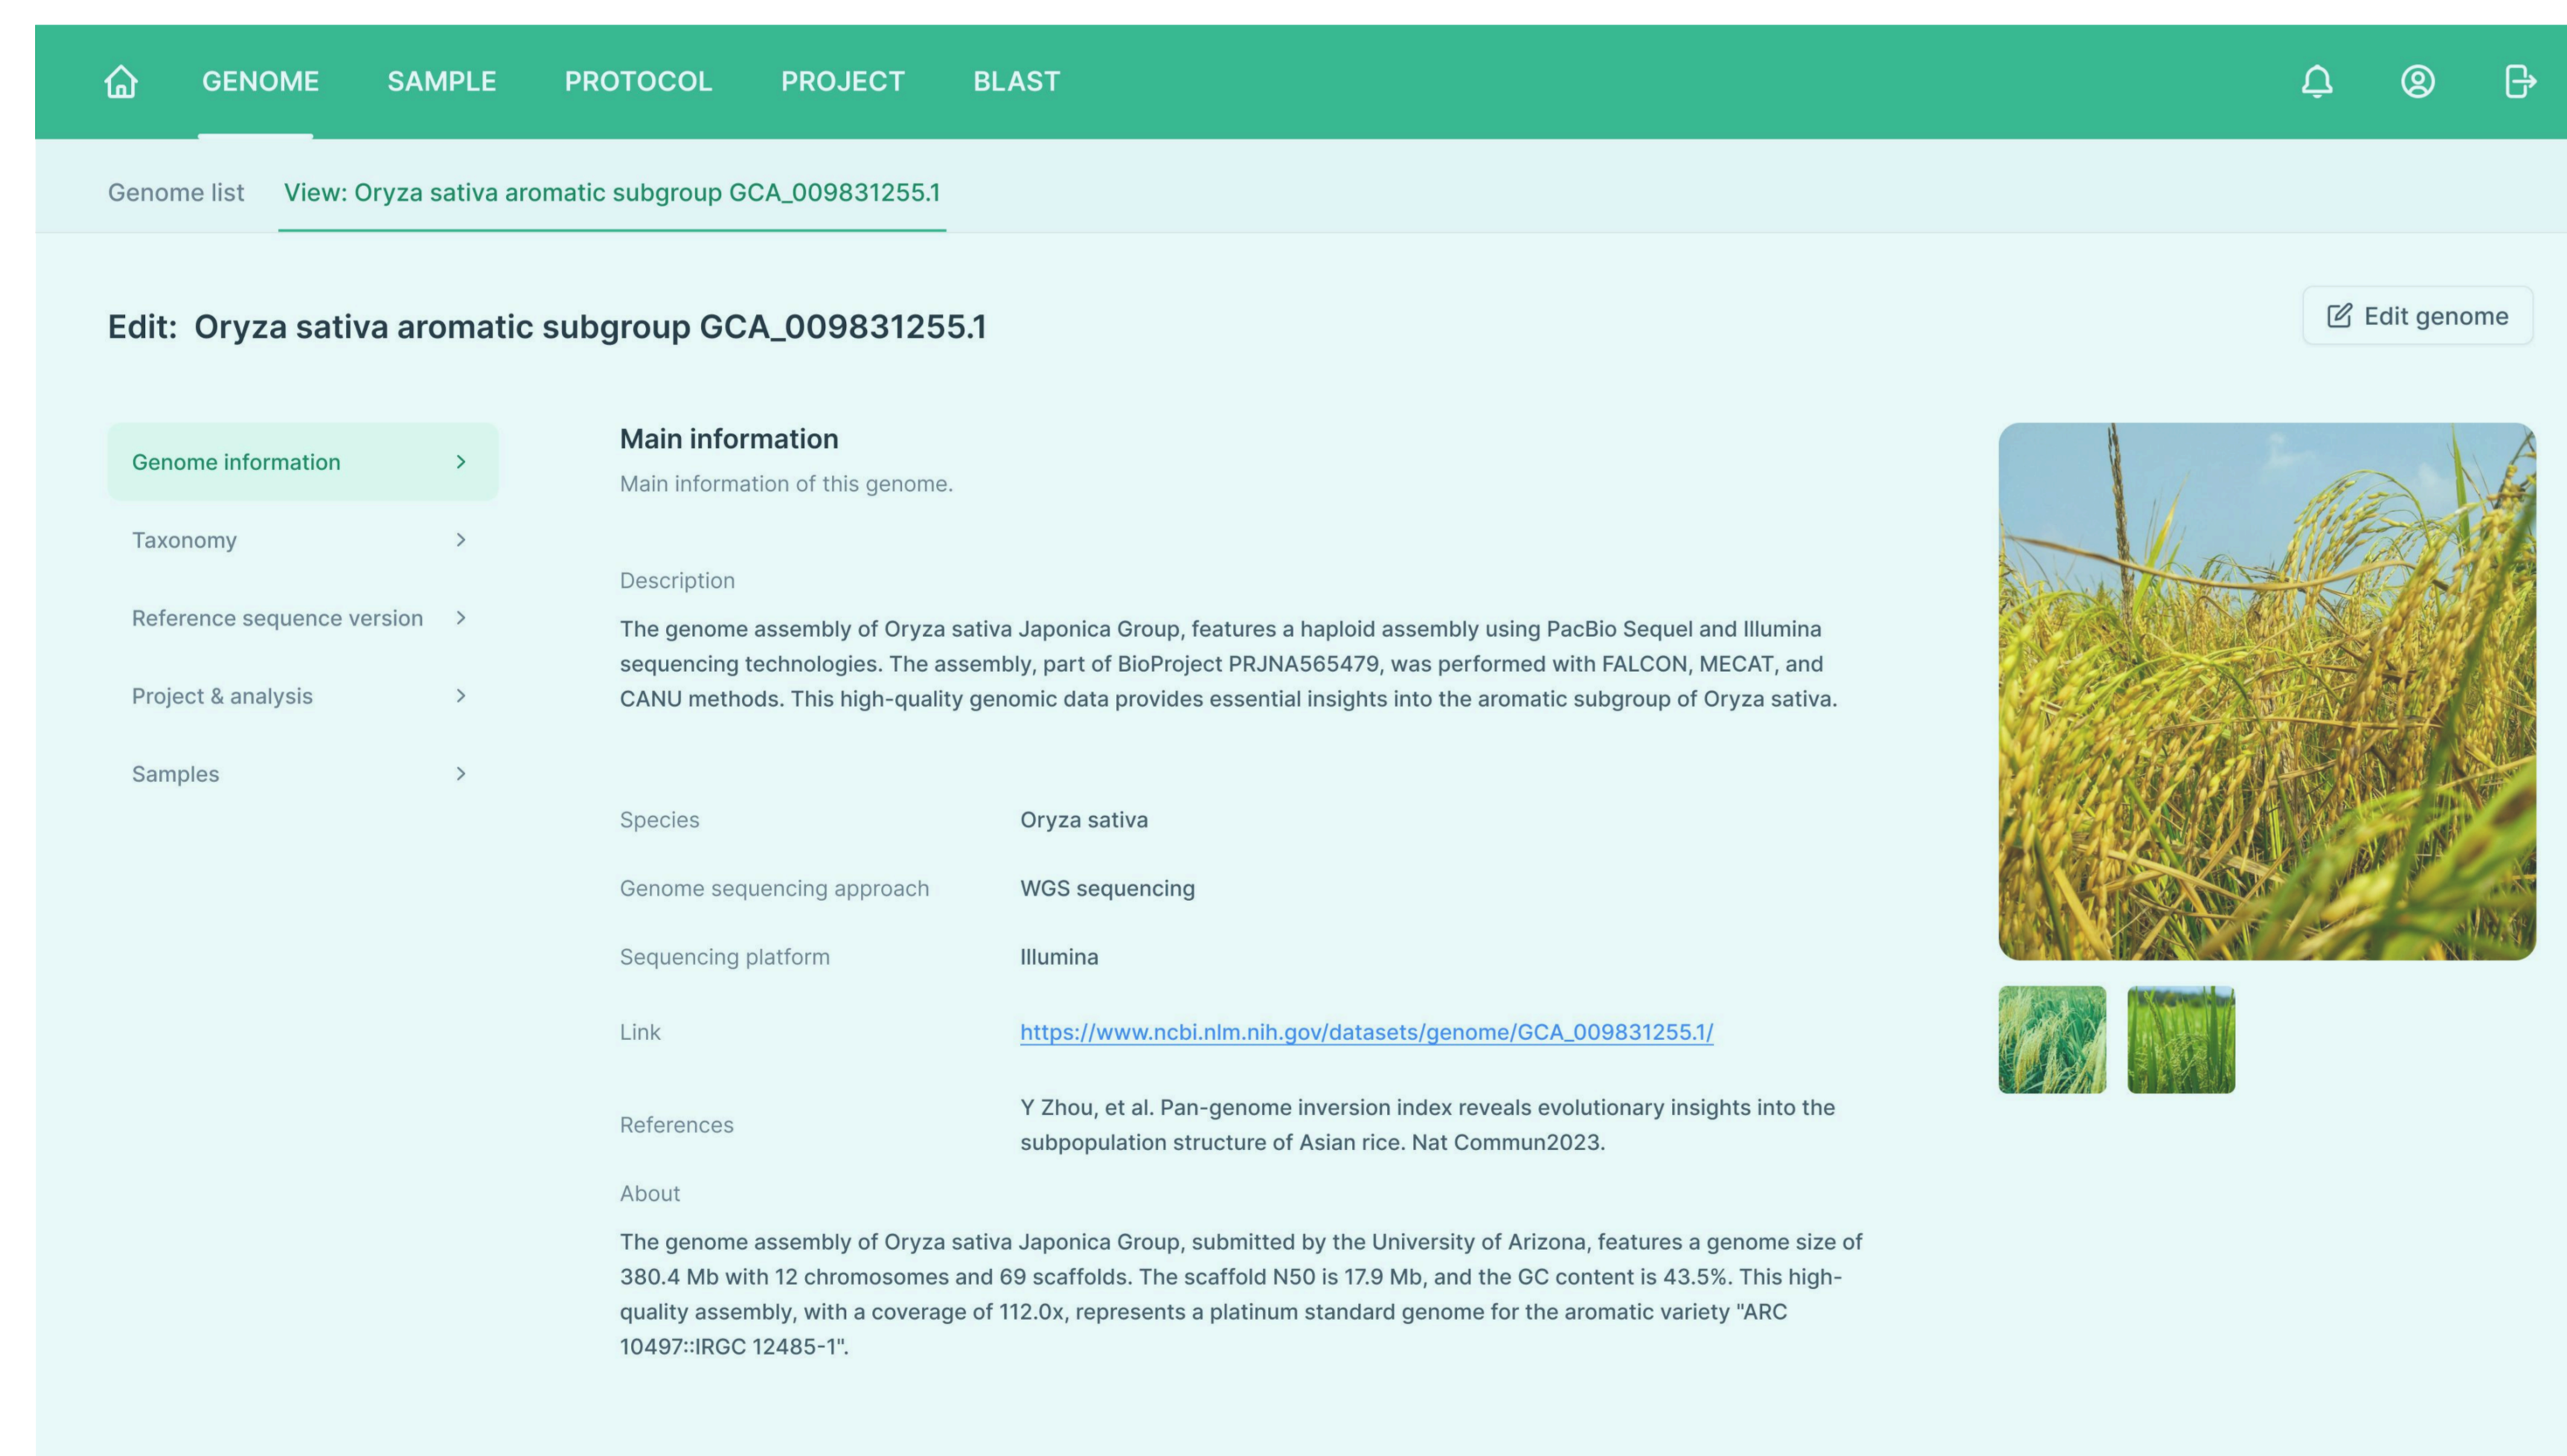 GENOME SAMPLE PROTOCOL PROJECT BLAST
Genome list View: Oryza sativa aromatic subgroup GCA_009831255.1
Edit: Oryza sativa aromatic subgroup GCA_009831255.1
Edit genome
Genome information
Taxonomy
Reference sequence version
Project & analysis
Samples
Main information
Main information of this genome.
Description
The genome assembly of Oryza sativa Japonica Group, features a haploid assembly using PacBio Sequel and Illumina
sequencing technologies. The assembly, part of BioProject PRJNA565479, was performed with FALCON, MECAT, and
CANU methods. This high-quality genomic data provides essential insights into the aromatic subgroup of Oryza sativa.
Species Oryza sativa
Genome sequencing approach WGS sequencing
Sequencing platform Illumina
Link https://www.ncbi.nlm.nih.gov/datasets/genome/GCA_009831255.1/
References
Y Zhou, et al. Pan-genome inversion index reveals evolutionary insights into the
subpopulation structure of Asian rice. Nat Commun2023.
About
The genome assembly of Oryza sativa Japonica Group, submitted by the University of Arizona, features a genome size of
380.4 Mb with 12 chromosomes and 69 scaffolds. The scaffold N50 is 17.9 Mb, and the GC content is 43.5%. This high-
quality assembly, with a coverage of 112.0x, represents a platinum standard genome for the aromatic variety "ARC
10497::IRGC 12485-1".